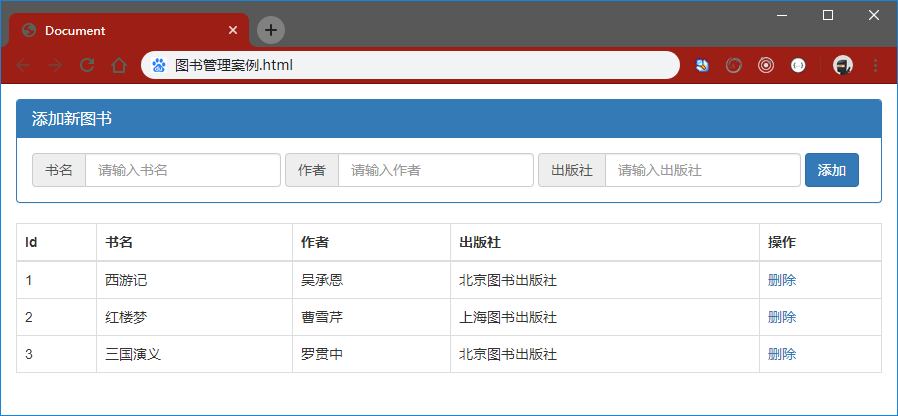 Document
图书管理案例.html
添加新图书
书名 请输入书名 作者 请输入作者 出版社 请输入出版社 添加
Id 书名 作者 出版社 操作
1 西游记 吴承恩 北京图书出版社 删除
2 红楼梦 曹雪芹 上海图书出版社 删除
3 三国演义 罗贯中 北京图书出版社 删除